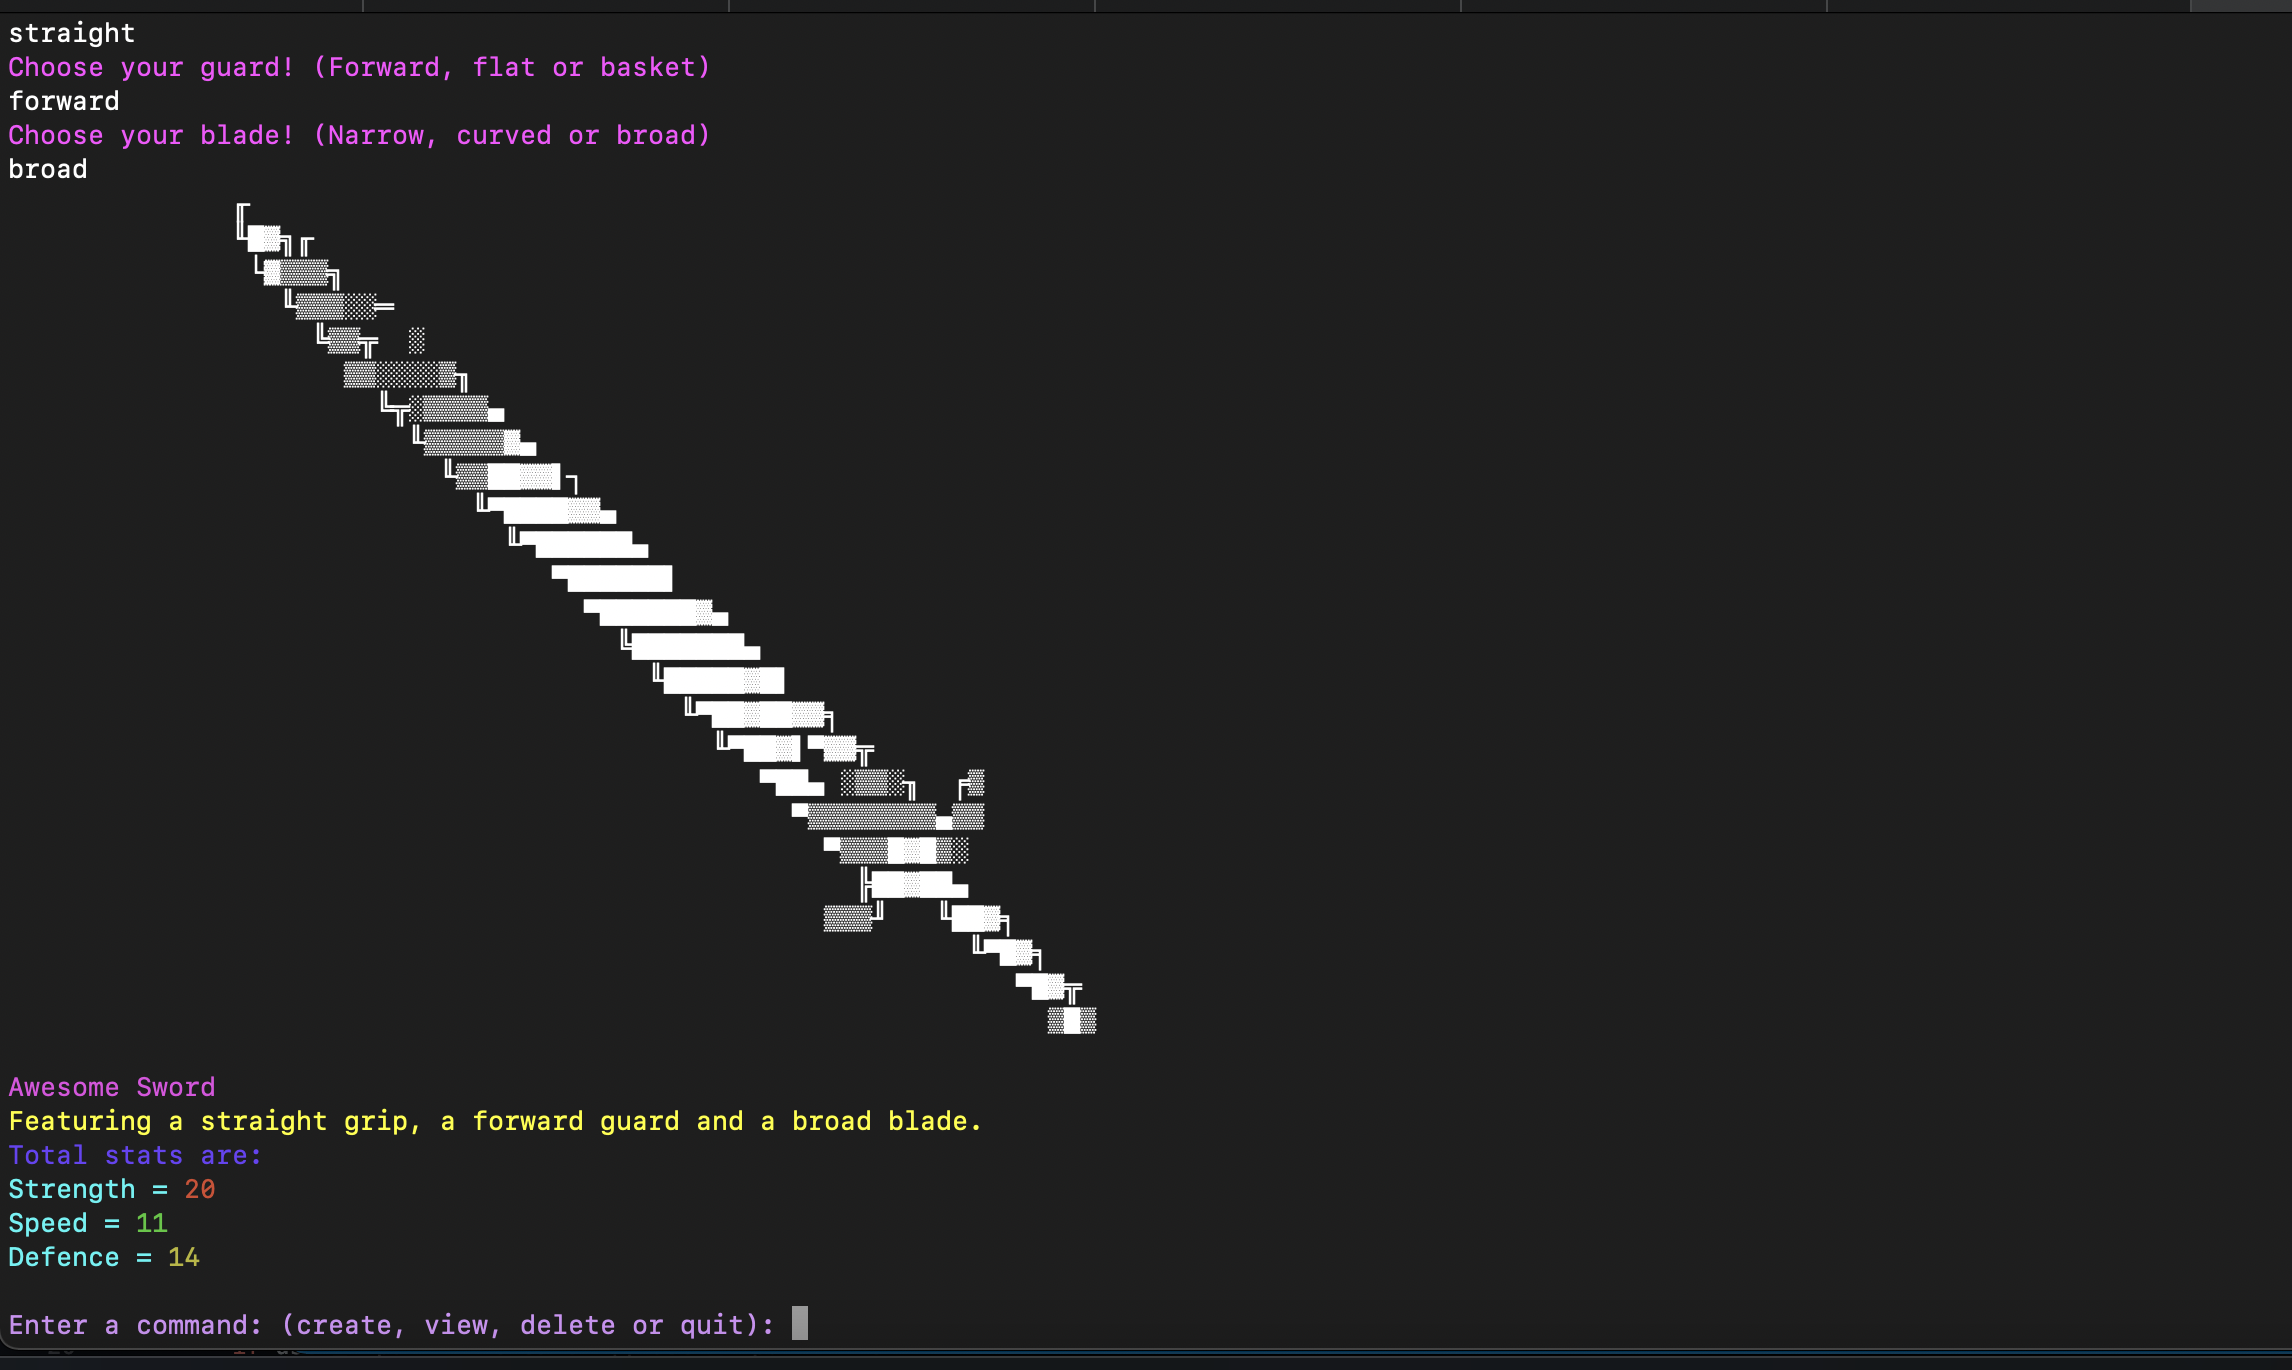 straight
Choose your guard! (Forward, flat or basket)
forward
Choose your blade! (Narrow, curved or broad)
broad
Awesome Sword
Featuring a straight grip, a forward guard and a broad blade.
Total stats are:
Strength = 20
Speed = 11
Defence = 14
Enter a command: (create, view, delete or quit):